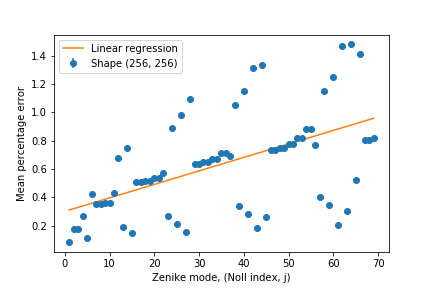 Linear regression
Shape (256, 256)
Mean percentage error
1.4
1.2
1.0
0.8
0.6
0.4
0.2
0 10 20 30 40 50 60 70
Zenike mode, (Noll index, j)